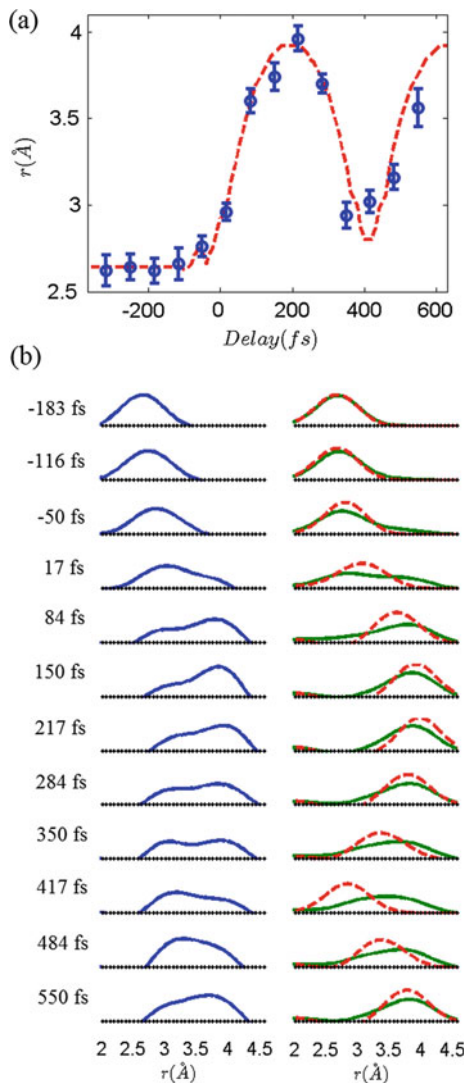 (a)
4
3.5
3
2.5
r(Å)
-200 0 200 400 600
Delay(fs)
(b)
-183 fs
-116 fs
-50 fs
17 fs
84 fs
150 fs
217 fs
284 fs
350 fs
417 fs
484 fs
550 fs
2 2.5 3 3.5 4 4.5 2 2.5 3 3.5 4 4.5
r(Å) r(Å)